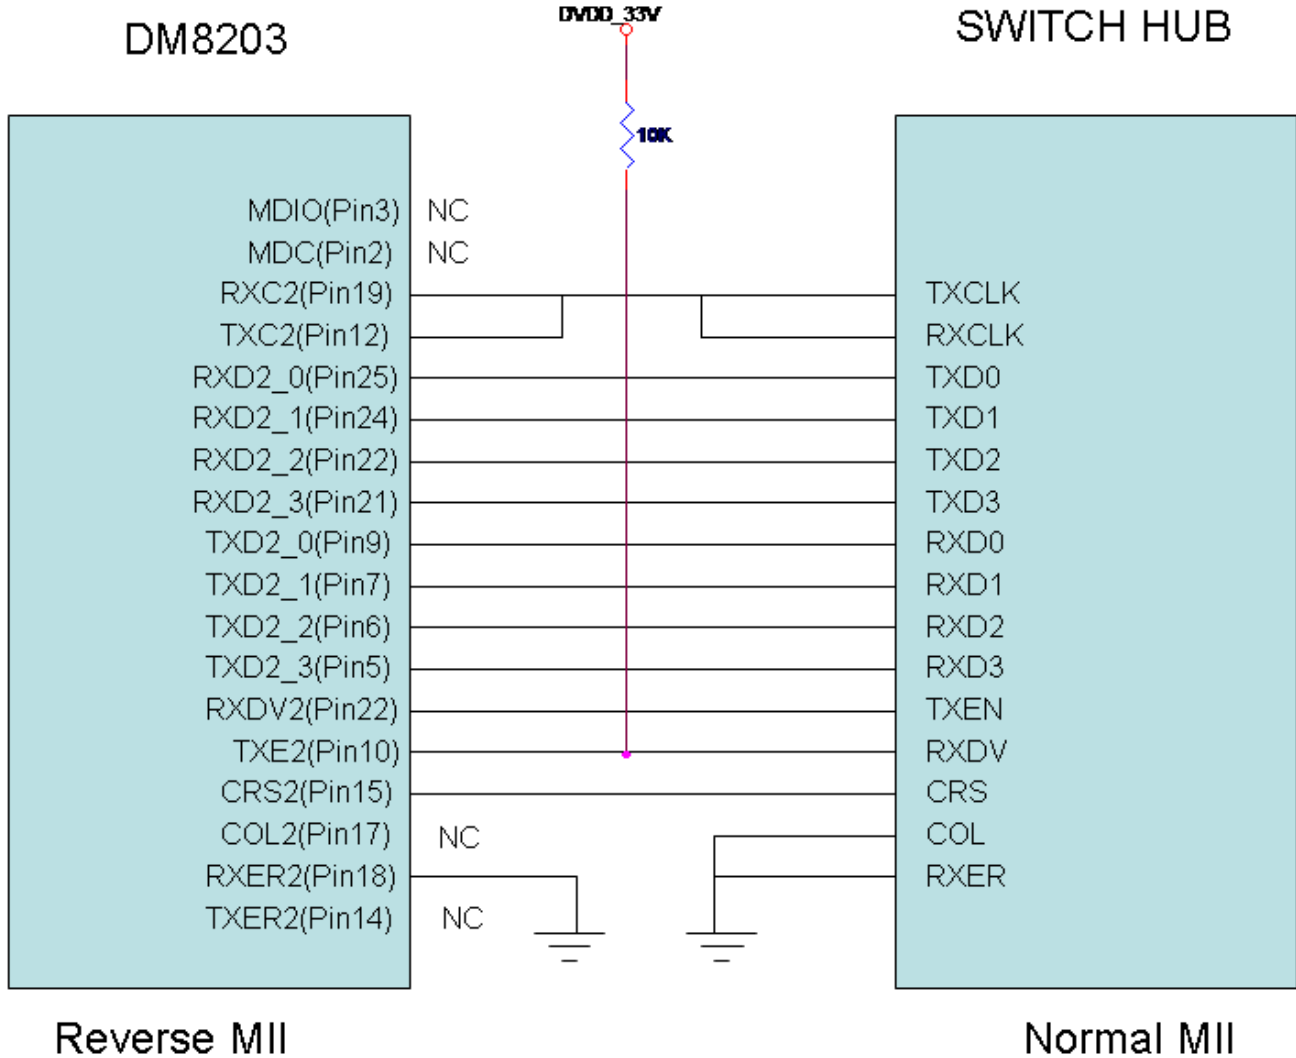 DM8203
DVDD_33V
SWITCH HUB
10K
MDIO(Pin3) NC
MDC(Pin2) NC
RXC2(Pin19) TXCLK
TXC2(Pin12) RXCLK
RXD2_0(Pin25) TXD0
RXD2_1(Pin24) TXD1
RXD2_2(Pin22) TXD2
RXD2_3(Pin21) TXD3
TXD2_0(Pin9) RXD0
TXD2_1(Pin7) RXD1
TXD2_2(Pin6) RXD2
TXD2_3(Pin5) RXD3
RXDV2(Pin22) TXEN
TXE2(Pin10) RXDV
CRS2(Pin15) CRS
COL2(Pin17) NC COL
RXER2(Pin18) RXER
TXER2(Pin14) NC
Reverse MII
Normal MII